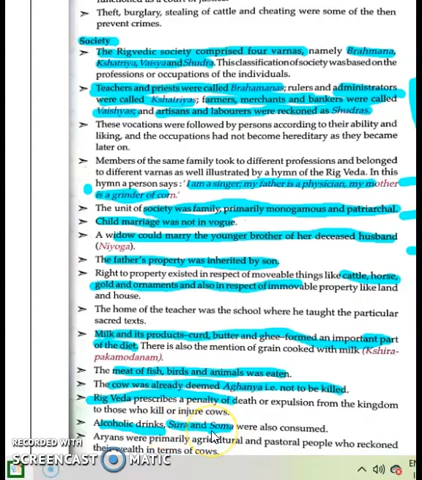 functioned as a court of justice.
➢ Theft, burglary, stealing of cattle and cheating were some of the then
prevent crimes.
Society
➢ The Rigvedic society comprised four varnas, namely Brahmana,
Kshatriya, Vaisya and Shudra. This classification of society was based on the
professions or occupations of the individuals.
➢ Teachers and priests were called Brahamanas; rulers and administrators
were called Kshatriyas; farmers, merchants and bankers were called
Vaishyas; and artisans and labourers were reckoned as Shudras.
➢ These vocations were followed by persons according to their ability and
liking, and the occupations had not become hereditary as they became
later on.
➢ Members of the same family took to different professions and belonged
to different varnas as well illustrated by a hymn of the Rig Veda. In this
hymn a person says : 'I am a singer; my father is a physician, my mother
is a grinder of corn.'
➢ The unit of society was family, primarily monogamous and patriarchal.
➢ Child marriage was not in vogue.
➢ A widow could marry the younger brother of her deceased husband
(Niyoga).
➢ The father's property was inherited by son.
➢ Right to property existed in respect of moveable things like cattle, horse,
gold and ornaments and also in respect of immovable property like land
and house.
➢ The home of the teacher was the school where he taught the particular
sacred texts.
➢ Milk and its products–curd, butter and ghee–formed an important part
of the diet. There is also the mention of grain cooked with milk (Kshira-
pakamodanam).
➢ The meat of fish, birds and animals was eaten.
➢ The cow was already deemed Aghanya i.e. not to be killed.
➢ Rig Veda prescribes a penalty of death or expulsion from the kingdom
to those who kill or injure cows.
➢ Alcoholic drinks, Sura and Soma were also consumed.
➢ Aryans were primarily agricultural and pastoral people who reckoned
their wealth in terms of cows.
RECORDED WITH
SCREENCAST MATIC